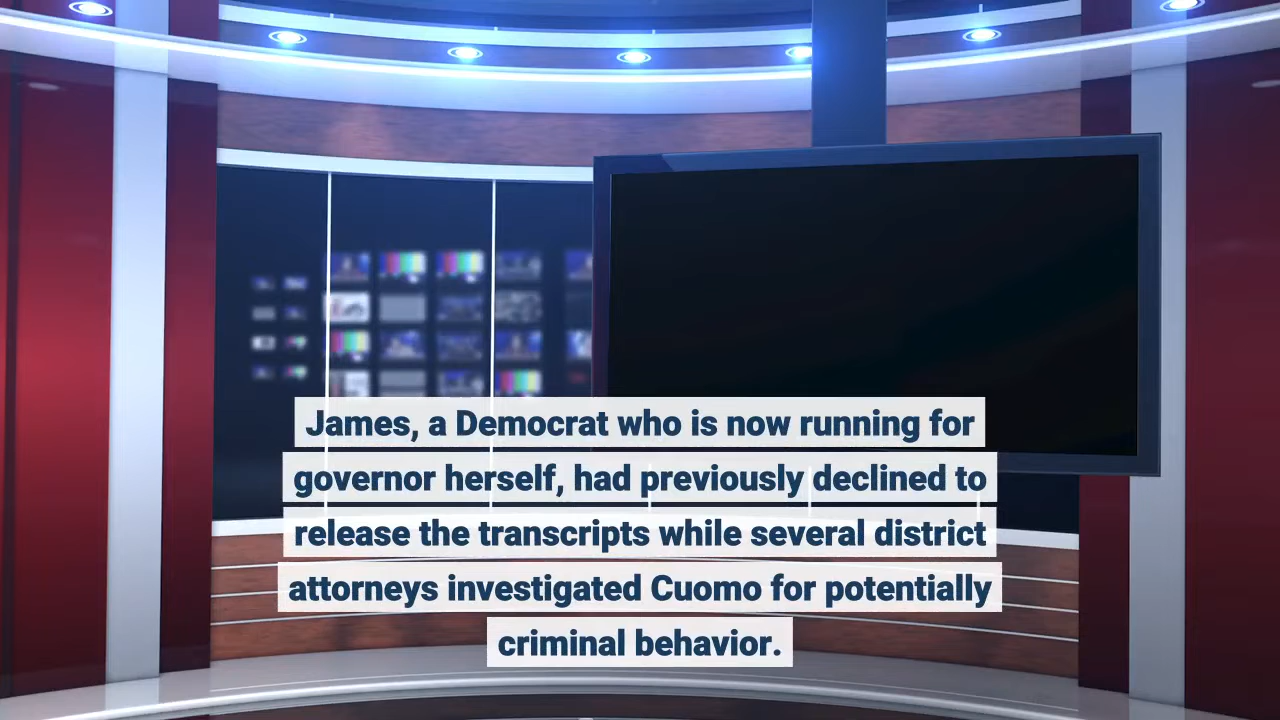 James, a Democrat who is now running for
governor herself, had previously declined to
release the transcripts while several district
attorneys investigated Cuomo for potentially
criminal behavior.